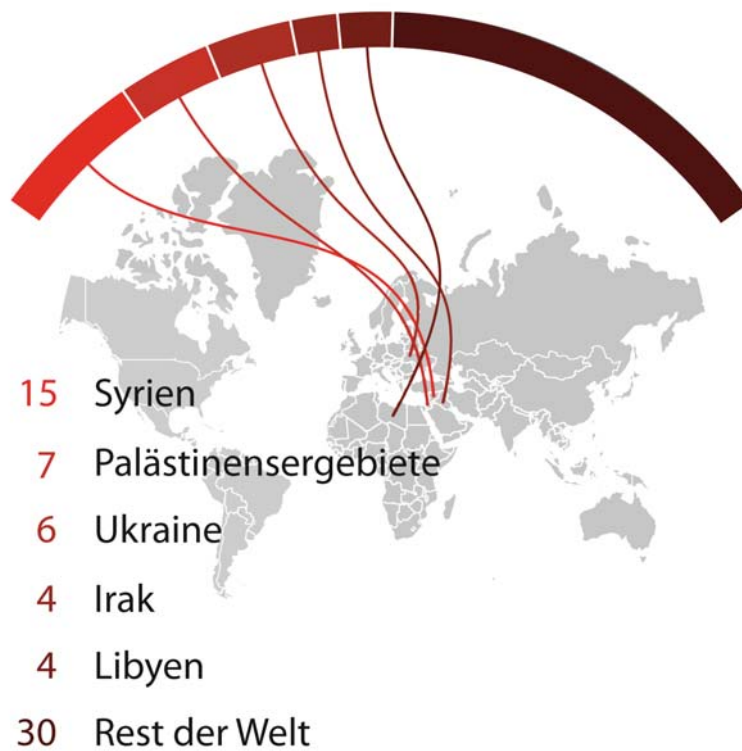 15 Syrien
7 Palästinensergebiete
6 Ukraine
4 Irak
4 Libyen
30 Rest der Welt